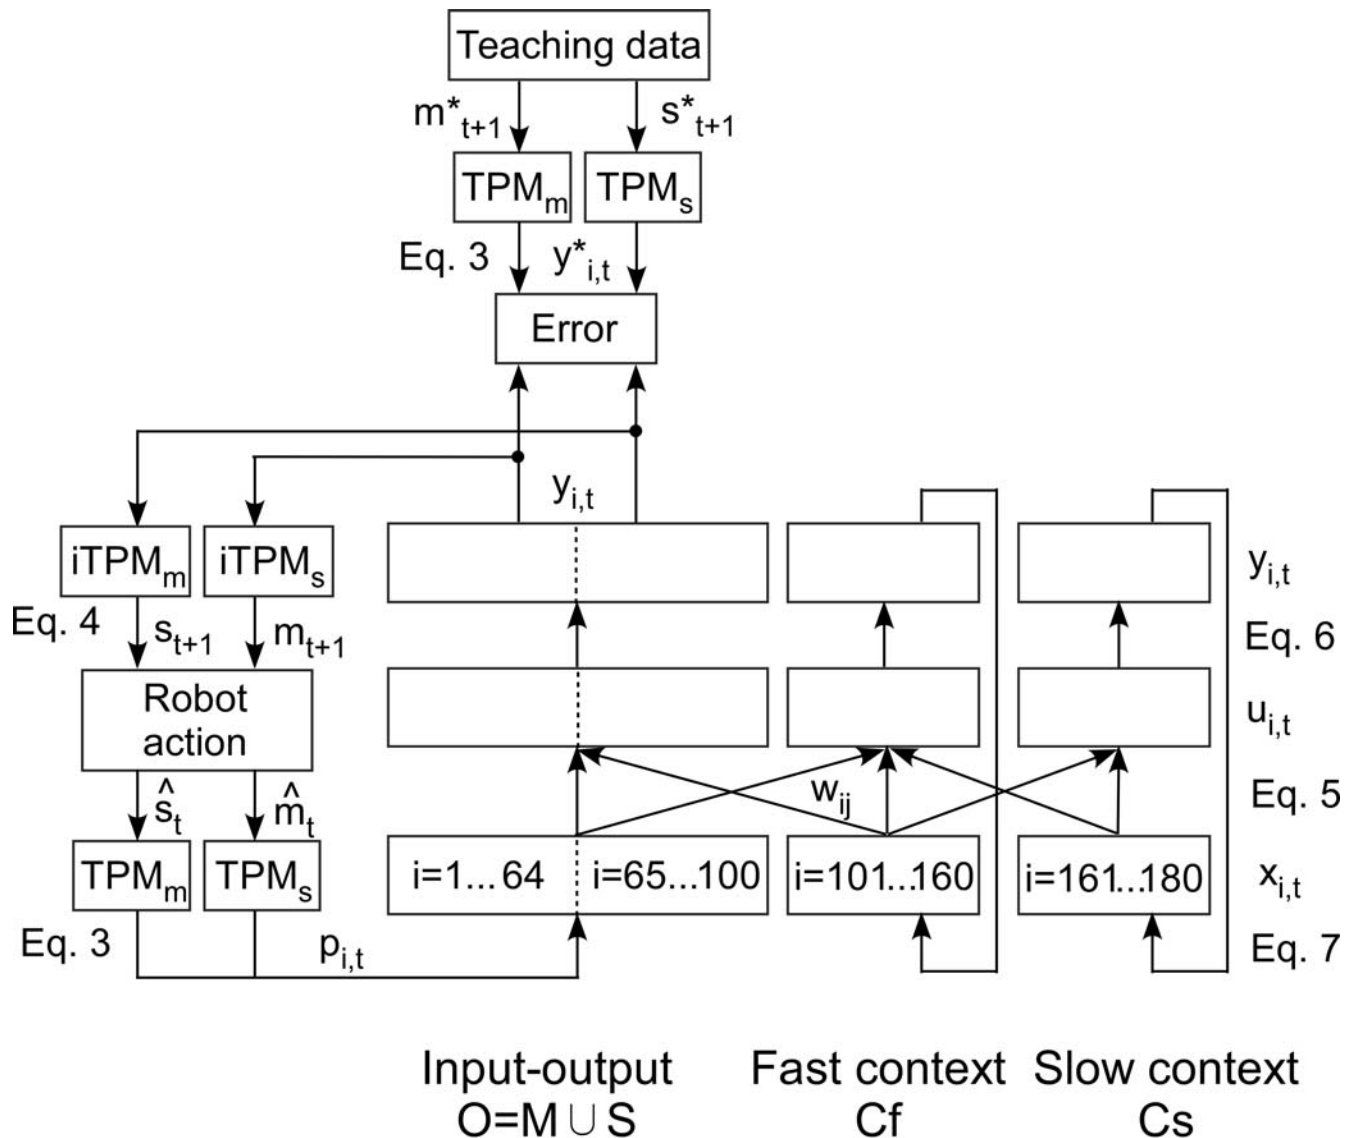 Teaching data
m*t+1 s*t+1
TPMm TPMs
Eq. 3 y*i,t
Error
yi,t
iTPMm iTPMs yi,t
Eq. 4 st+1 mt+1 Eq. 6
Robot
action
ui,t
ŝt m̂t wij Eq. 5
TPMm TPMs i=1...64 i=65...100 i=101...160 i=161...180 xi,t
Eq. 3 pi,t Eq. 7
Input-output Fast context Slow context
O=M∪S Cf Cs